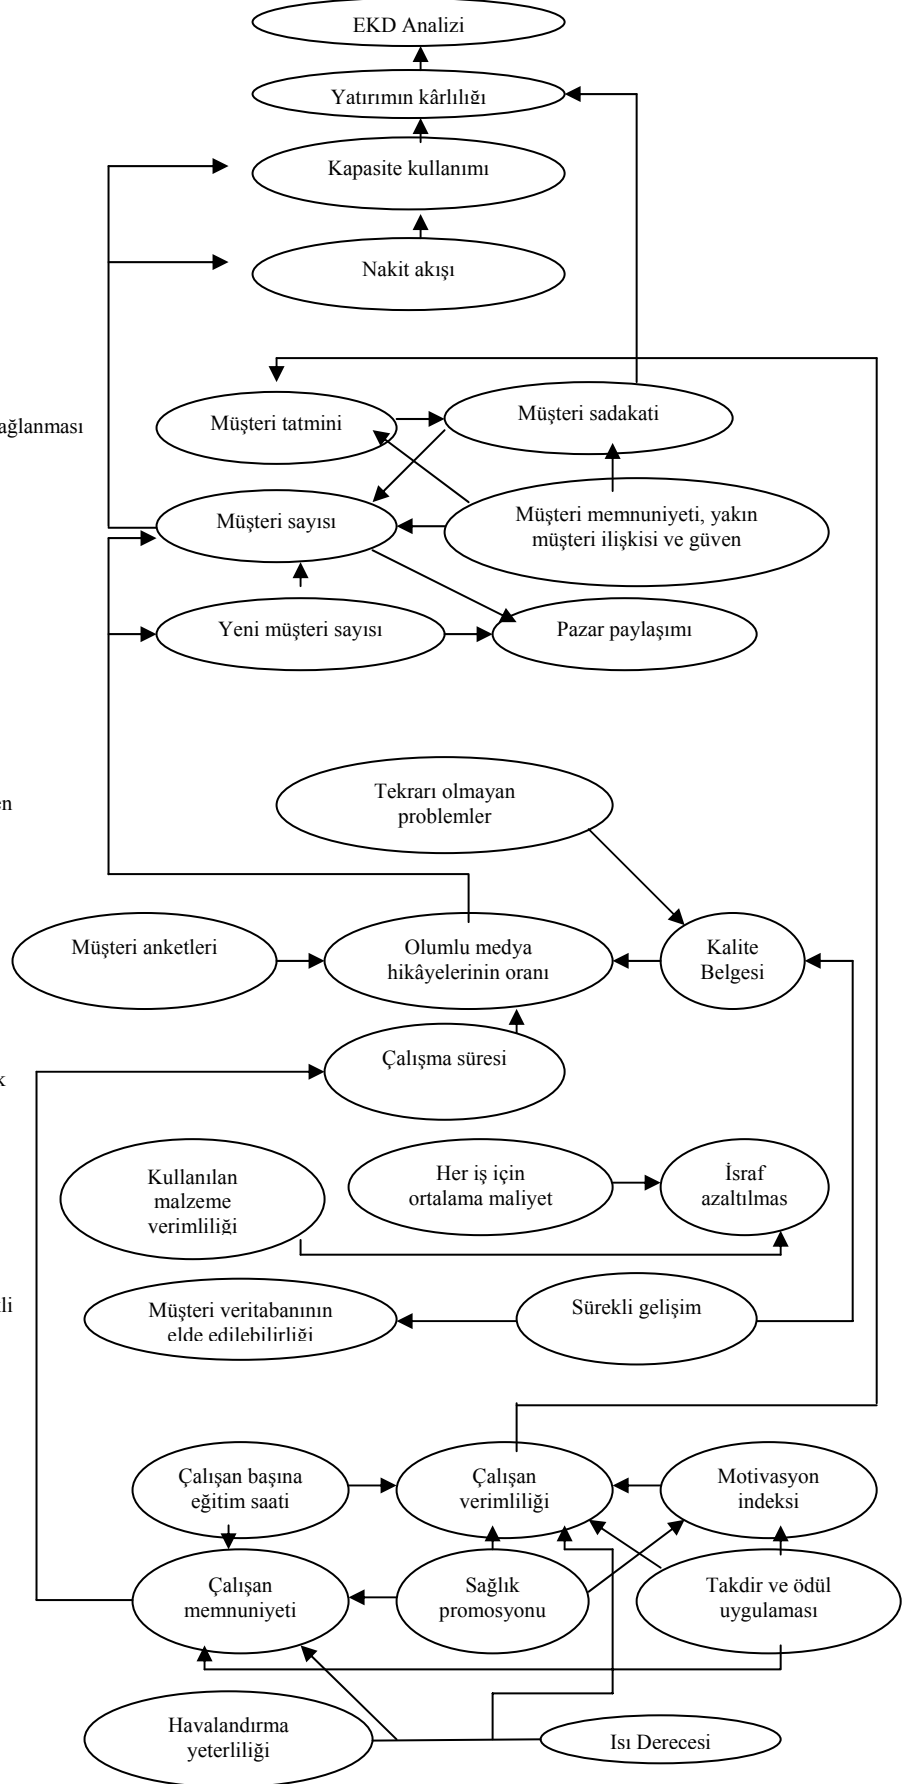 EKD Analizi
Yatırımın kârlılığı
Kapasite kullanımı
Nakit akışı
ağlanması
Müşteri tatmini
Müşteri sadakati
Müşteri sayısı
Müşteri memnuniyeti, yakın
müşteri ilişkisi ve güven
Yeni müşteri sayısı
Pazar paylaşımı
Tekrarı olmayan
problemler
en
Müşteri anketleri
Olumlu medya
hikâyelerinin oranı
Kalite
Belgesi
Çalışma süresi
k
Kullanılan
malzeme
verimliliği
Her iş için
ortalama maliyet
İsraf
azaltılmas
li
Müşteri veritabanının
elde edilebilirliği
Sürekli gelişim
Çalışan başına
eğitim saati
Çalışan
verimliliği
Motivasyon
indeksi
Çalışan
memnuniyeti
Sağlık
promosyonu
Takdir ve ödül
uygulaması
Havalandırma
yeterliliği
Isı Derecesi